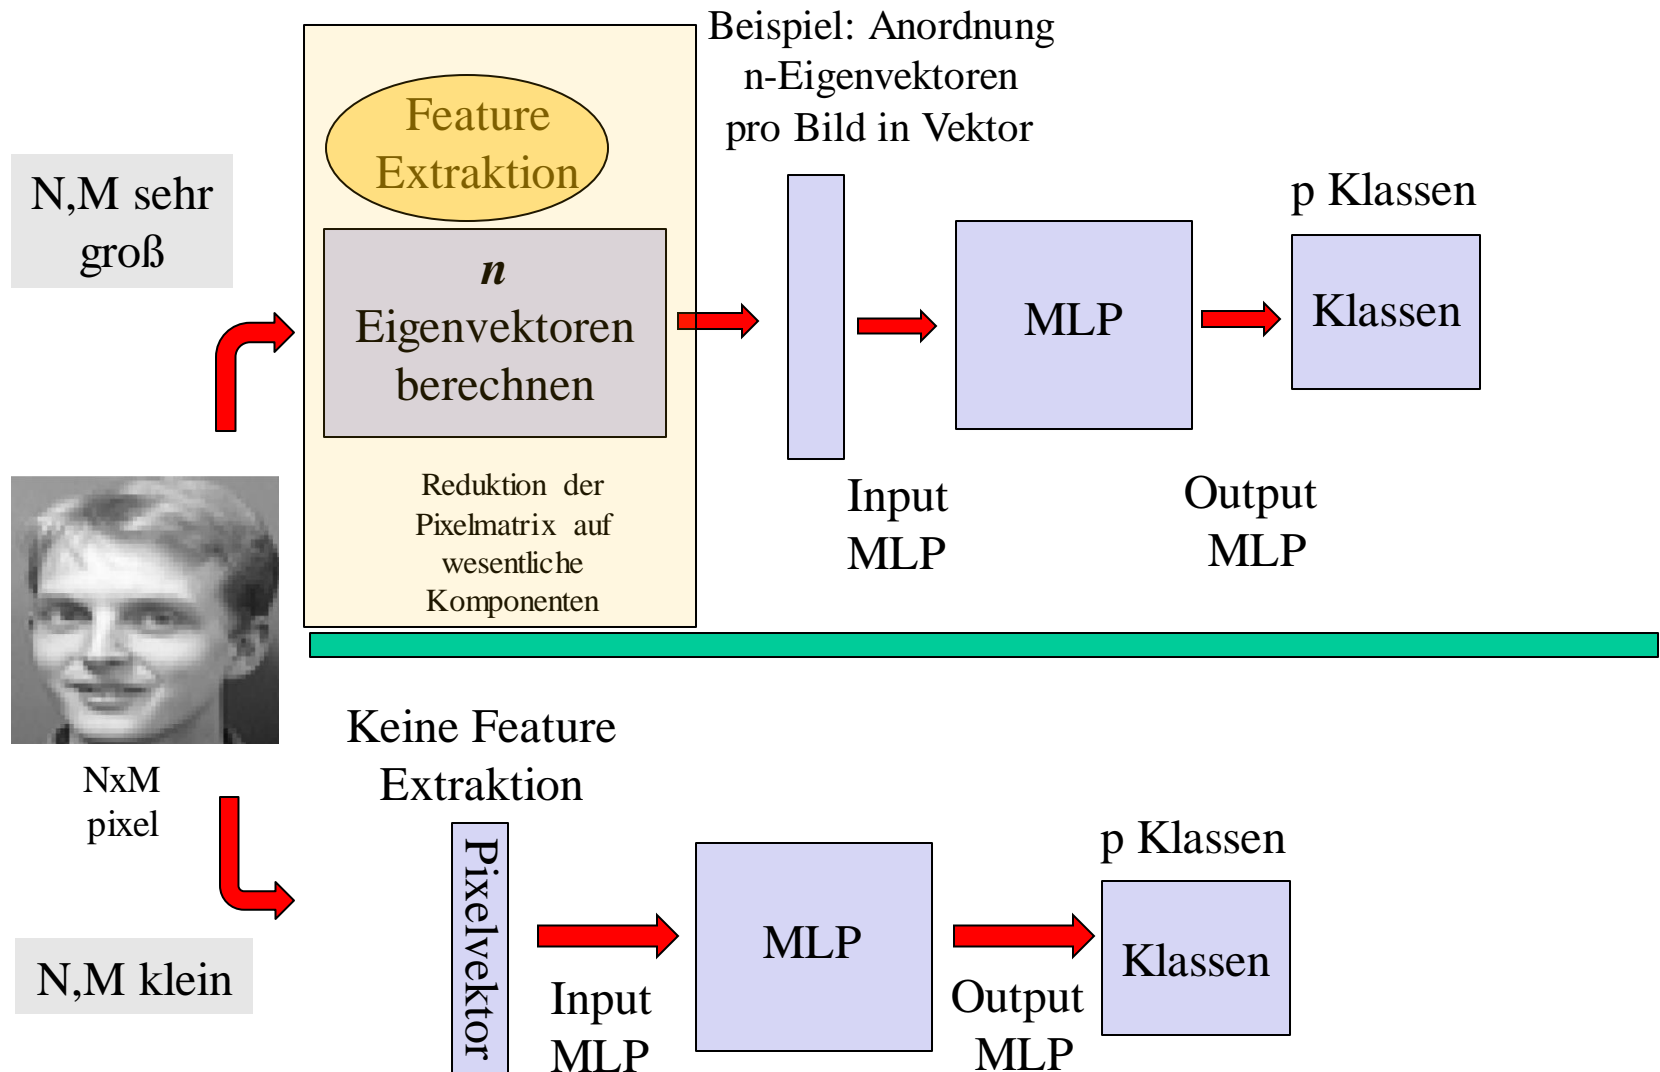 Beispiel: Anordnung
n-Eigenvektoren
pro Bild in Vektor
Feature
Extraktion
N,M sehr
groß
n
Eigenvektoren
berechnen
Reduktion der
Pixelmatrix auf
wesentliche
Komponenten
MLP
p Klassen
Klassen
Input
MLP
Output
MLP
NxM
pixel
N,M klein
Keine Feature
Extraktion
Pixelvektor
Input
MLP
MLP
Output
MLP
p Klassen
Klassen